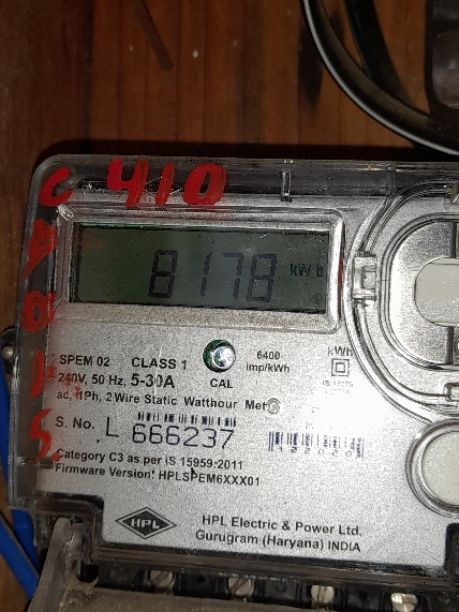 C 410
8178 kWh
SPEM 02 CLASS 1
6400 imp/kWh
kWh
240V, 50 Hz, 5-30A
CAL
ac, 1Ph, 2 Wire Static Watthour Meter
S. No. L 666237
Category C3 as per IS 15959-2011
Firmware Version: HPLSPEM6XXX01
HPL
HPL Electric & Power Ltd.
Gurugram (Haryana) INDIA